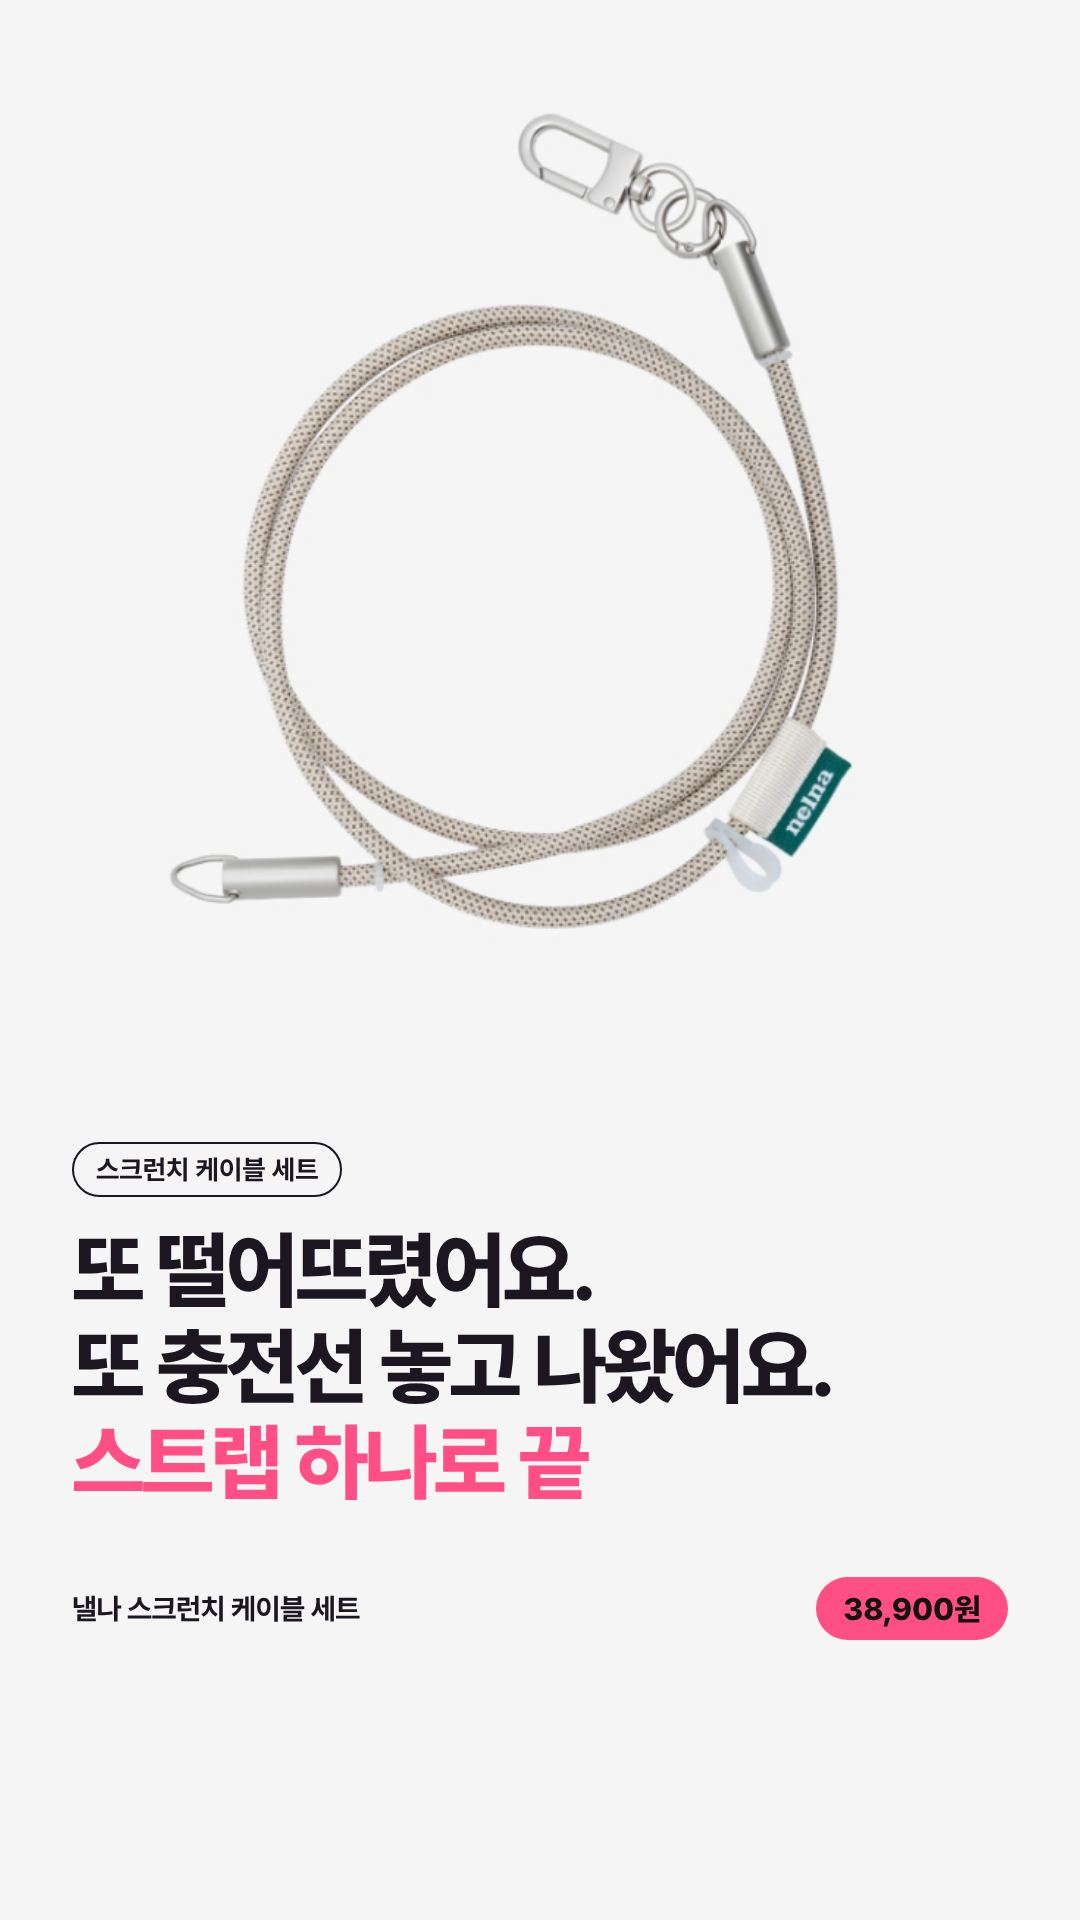 nelna
스크런치 케이블 세트
또 떨어뜨렸어요.
또 충전선 놓고 나왔어요.
스트랩 하나로 끝
낼나 스크런치 케이블 세트
38,900원